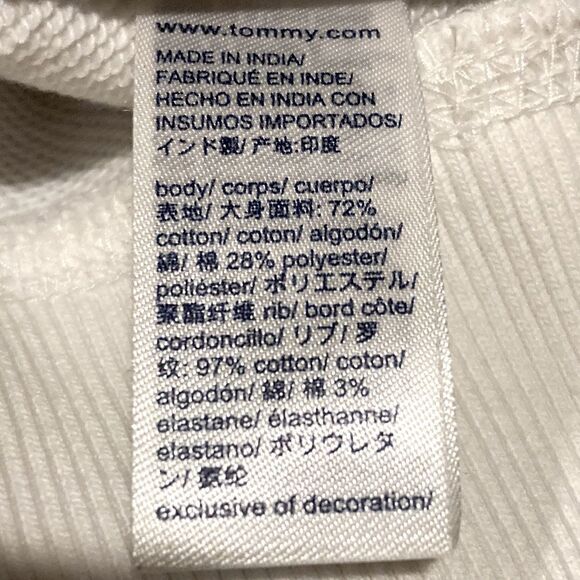 www.tommy.com
MADE IN INDIA/
FABRIQUÉ EN INDE/
HECHO EN INDIA CON
INSUMOS IMPORTADOS/
インド製/ 产地:印度
body/ corps/ cuerpo/
表地/ 大身面料: 72%
cotton/ coton/ algodón/
綿/ 棉 28% polyester/
poliéster/ ポリエステル/
聚酯纤维 rib/ bord côte/
cordoncillo/ リブ/ 罗
纹: 97% cotton/ coton/
algodón/ 綿/ 棉 3%
elastane/ élasthanne/
elastano/ ポリウレタ
ン/ 氨纶
exclusive of decoration/